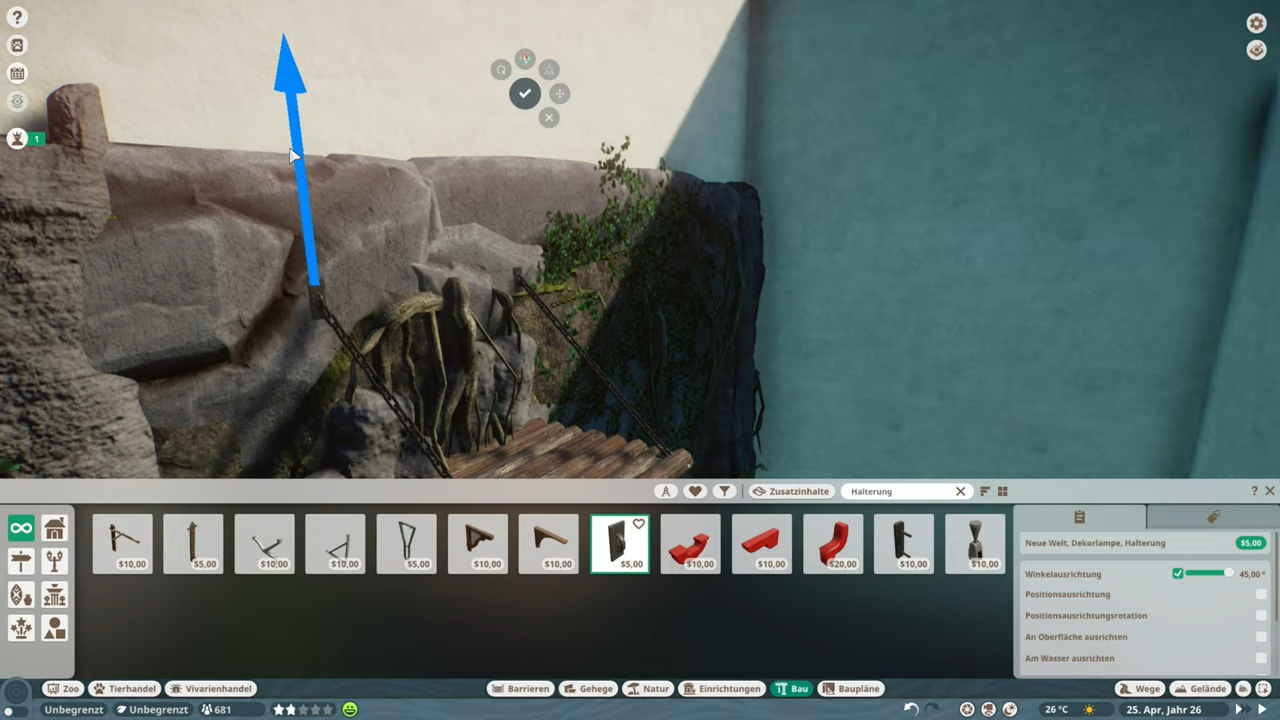 ?
1
Zusatzinhalte
Halterung
?
$10,00
$5,00
$10,00
$10,00
$5,00
$10,00
$10,00
$5,00
$10,00
$10,00
$20,00
$10,00
$10,00
Neue Welt, Dekorlampe, Halterung $5,00
Winkelausrichtung 45,00 °
Positionsausrichtung
Positionsausrichtungsrotation
An Oberfläche ausrichten
Am Wasser ausrichten
Zoo
Tierhandel
Vivarienhandel
Barrieren
Gehege
Natur
Einrichtungen
Bau
Baupläne
Wege
Gelände
Unbegrenzt
Unbegrenzt
681
26 °C
25. Apr, Jahr 26